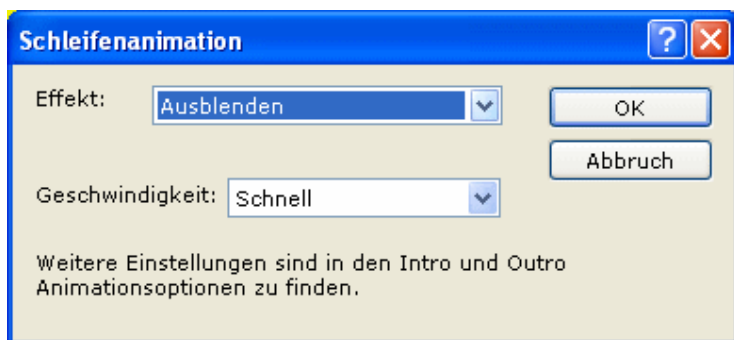 Schleifenanimation
Effekt: Ausblenden OK
Abbruch
Geschwindigkeit: Schnell
Weitere Einstellungen sind in den Intro und Outro
Animationsoptionen zu finden.